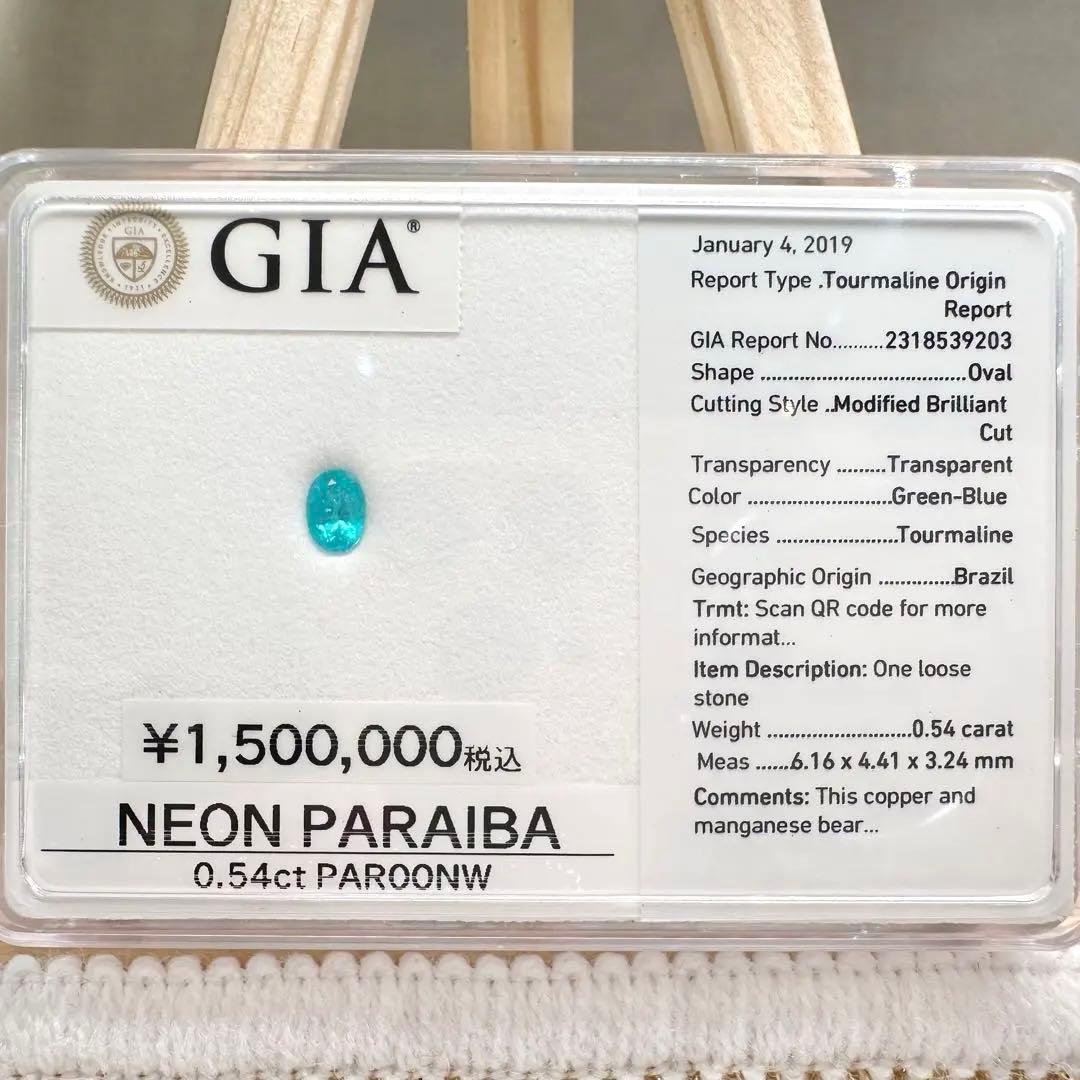 GIA®
January 4, 2019
Report Type .Tourmaline Origin
Report
GIA Report No..........2318539203
Shape .....................................Oval
Cutting Style ..Modified Brilliant
Cut
Transparency .........Transparent
Color ..........................Green-Blue
Species ......................Tourmaline
Geographic Origin ..............Brazil
Trmt: Scan QR code for more
informat...
Item Description: One loose
stone
Weight ..........................0.54 carat
Meas ......6.16 x 4.41 x 3.24 mm
Comments: This copper and
manganese bear...
¥1,500,000税込
NEON PARAIBA
0.54ct PAR00NW